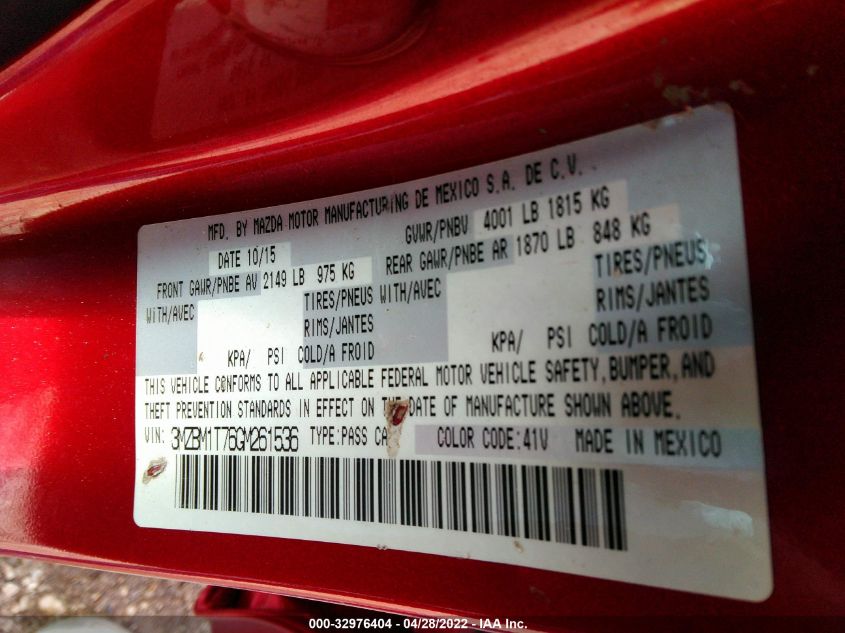 MFD. BY MAZDA MOTOR MANUFACTURING DE MEXICO S.A. DE C.V.
DATE 10/15 GVWR/PNBV 4001 LB 1815 KG
FRONT GAWR/PNBE AV 2149 LB 975 KG REAR GAWR/PNBE AR 1870 LB 848 KG
WITH/AVEC TIRES/PNEUS WITH/AVEC TIRES/PNEUS
RIMS/JANTES RIMS/JANTES
KPA/ PSI COLD/A FROID KPA/ PSI COLD/A FROID
THIS VEHICLE CONFORMS TO ALL APPLICABLE FEDERAL MOTOR VEHICLE SAFETY, BUMPER, AND
THEFT PREVENTION STANDARDS IN EFFECT ON THE DATE OF MANUFACTURE SHOWN ABOVE.
VIN: 3MZBM1T76GM261536 TYPE:PASS CA COLOR CODE:41V MADE IN MEXICO
000-32976404 - 04/28/2022 - IAA Inc.